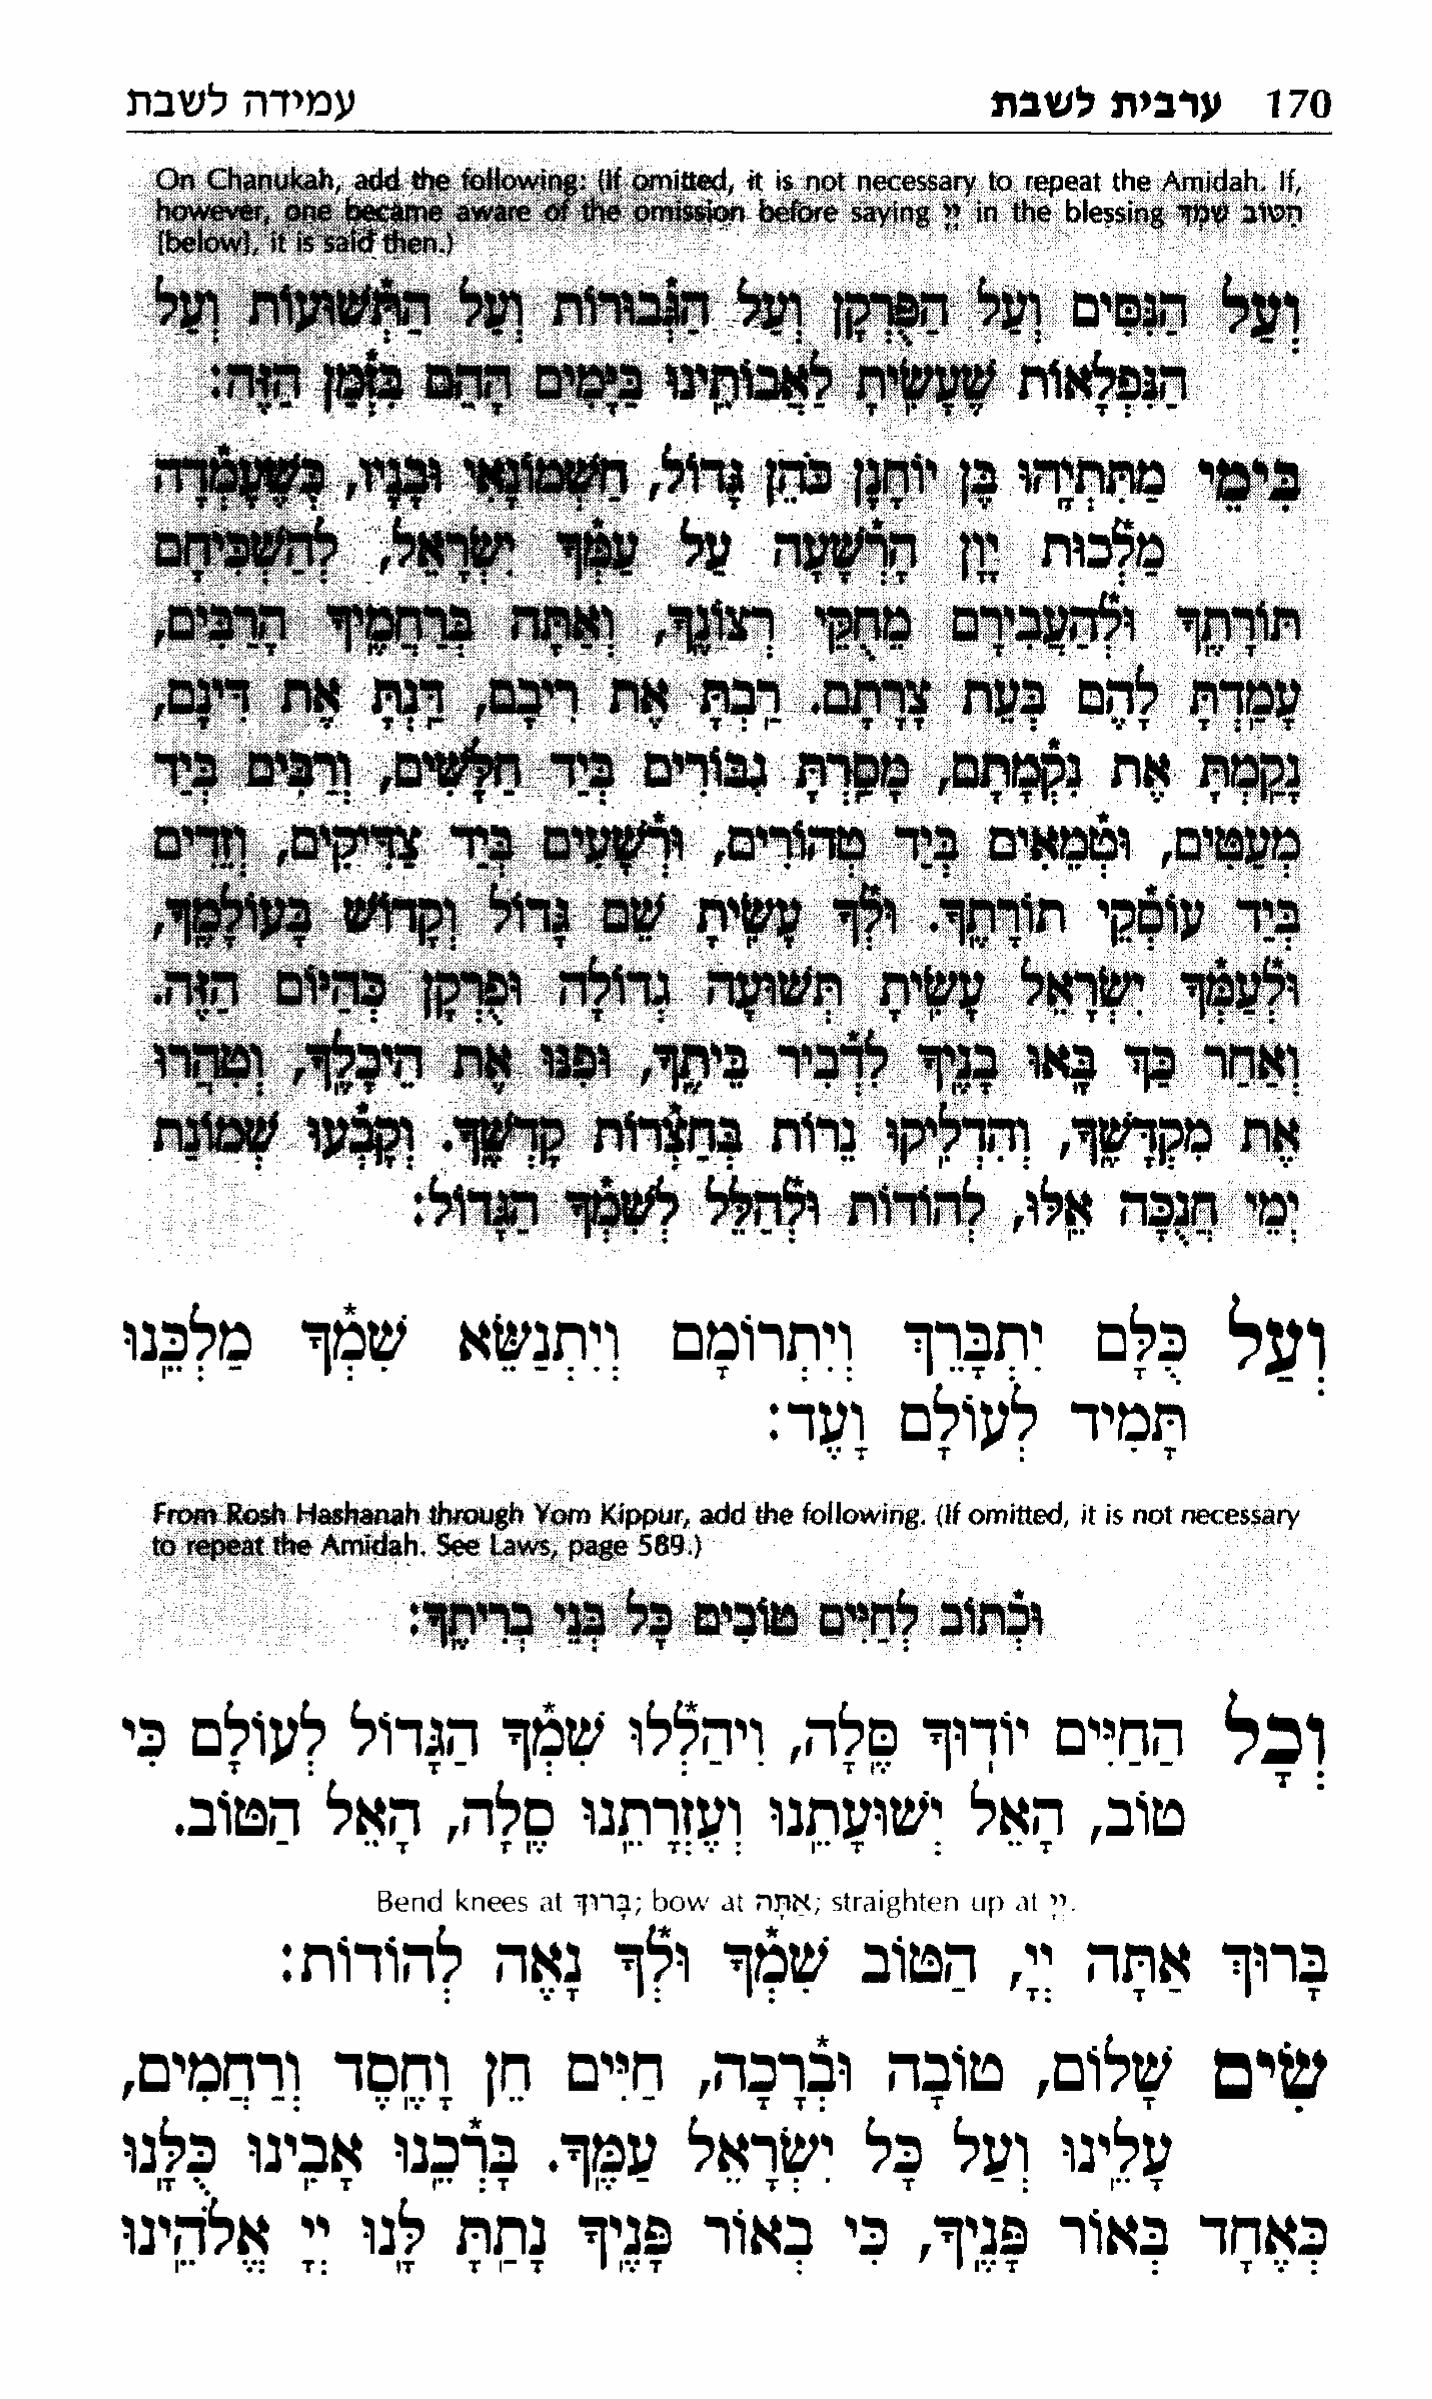 170 ערבית לשבת עמידה לשבת
On Chanukah, add the following: (If omitted, it is not necessary to repeat the Amidah. If,
however, one became aware of the omission before saying יְיָ in the blessing הַטּוֹב שִׁמְךָ
[below], it is said then.)
וְעַל הַנִּסִּים וְעַל הַפֻּרְקָן וְעַל הַגְּ*בוּרוֹת וְעַל הַתְּ*שׁוּעוֹת וְעַל
הַנִּפְלָאוֹת שֶׁעָשִׂיתָ לַאֲבוֹתֵינוּ בַּיָּמִים הָהֵם בִּזְּ*מַן הַזֶּה:
בִּימֵי מַתִּתְיָהוּ בֶּן יוֹחָנָן כֹּהֵן גָּדוֹל, חַשְׁמוֹנָאִי וּבָנָיו, כְּשֶׁעָמְ*דָה
מַלְ*כוּת יָוָן הָרְ*שָׁעָה עַל עַמְּ*ךָ יִשְׂרָאֵל, לְהַשְׁכִּיחָם
תּוֹרָתֶךָ וּלְ*הַעֲבִירָם מֵחֻקֵּי רְצוֹנֶךָ, וְאַתָּה בְּרַחֲמֶיךָ הָרַבִּים,
עָמַדְתָּ לָהֶם בְּעֵת צָרָתָם. רַבְתָּ אֶת רִיבָם, דַּנְתָּ אֶת דִּינָם,
נָקַמְתָּ אֶת נִקְ*מָתָם, מָסַרְתָּ גִבּוֹרִים בְּיַד חַלָּשִׁים, וְרַבִּים בְּיַד
מְעַטִּים, וּטְ*מֵאִים בְּיַד טְהוֹרִים, וּרְ*שָׁעִים בְּיַד צַדִּיקִים, וְזֵדִים
בְּיַד עוֹסְ*קֵי תוֹרָתֶךָ. וּלְ*ךָ עָשִׂיתָ שֵׁם גָּדוֹל וְקָדוֹשׁ בָּעוֹלָמֶךָ,
וּלְ*עַמְּ*ךָ יִשְׂרָאֵל עָשִׂיתָ תְּשׁוּעָה גְדוֹלָה וּפֻרְקָן כְּהַיּוֹם הַזֶּה.
וְאַחַר כַּךְ בָּאוּ בָנֶיךָ לִדְ*בִיר בֵּיתֶךָ, וּפִנּוּ אֶת הֵיכָלֶךָ, וְטִהֲרוּ
אֶת מִקְדָּשֶׁךָ, וְהִדְלִיקוּ נֵרוֹת בְּחַצְ*רוֹת קָדְשֶׁךָ. וְקָבְ*עוּ שְׁמוֹנַת
יְמֵי חֲנֻכָּה אֵלּוּ, לְהוֹדוֹת וּלְ*הַלֵּל לְשִׁמְ*ךָ הַגָּדוֹל:
וְעַל כֻּלָּם יִתְבָּרֵךְ וְיִתְרוֹמָם וְיִתְנַשֵּׂא שִׁמְ*ךָ מַלְכֵּנוּ
תָּמִיד לְעוֹלָם וָעֶד:
From Rosh Hashanah through Yom Kippur, add the following. (If omitted, it is not necessary
to repeat the Amidah. See Laws, page 589.)
וּכְ*תוֹב לְחַיִּים טוֹבִים כָּל בְּנֵי בְרִיתֶךָ:
וְכָל הַחַיִּים יוֹדוּךָ סֶּלָה, וִיהַלְ*לוּ שִׁמְ*ךָ הַגָּדוֹל לְעוֹלָם כִּי
טוֹב, הָאֵל יְשׁוּעָתֵנוּ וְעֶזְרָתֵנוּ סֶלָה, הָאֵל הַטּוֹב.
Bend knees at בָּרוּךְ; bow at אַתָּה; straighten up at יְיָ.
בָּרוּךְ אַתָּה יְיָ, הַטּוֹב שִׁמְ*ךָ וּלְ*ךָ נָאֶה לְהוֹדוֹת:
שִׂים שָׁלוֹם, טוֹבָה וּבְ*רָכָה, חַיִּים חֵן וָחֶסֶד וְרַחֲמִים,
עָלֵינוּ וְעַל כָּל יִשְׂרָאֵל עַמֶּךָ. בָּרְ*כֵנוּ אָבִינוּ כֻּלָּנוּ
כְּאֶחָד בְּאוֹר פָּנֶיךָ, כִּי בְאוֹר פָּנֶיךָ נָתַתָּ לָּנוּ יְיָ אֱלֹהֵינוּ